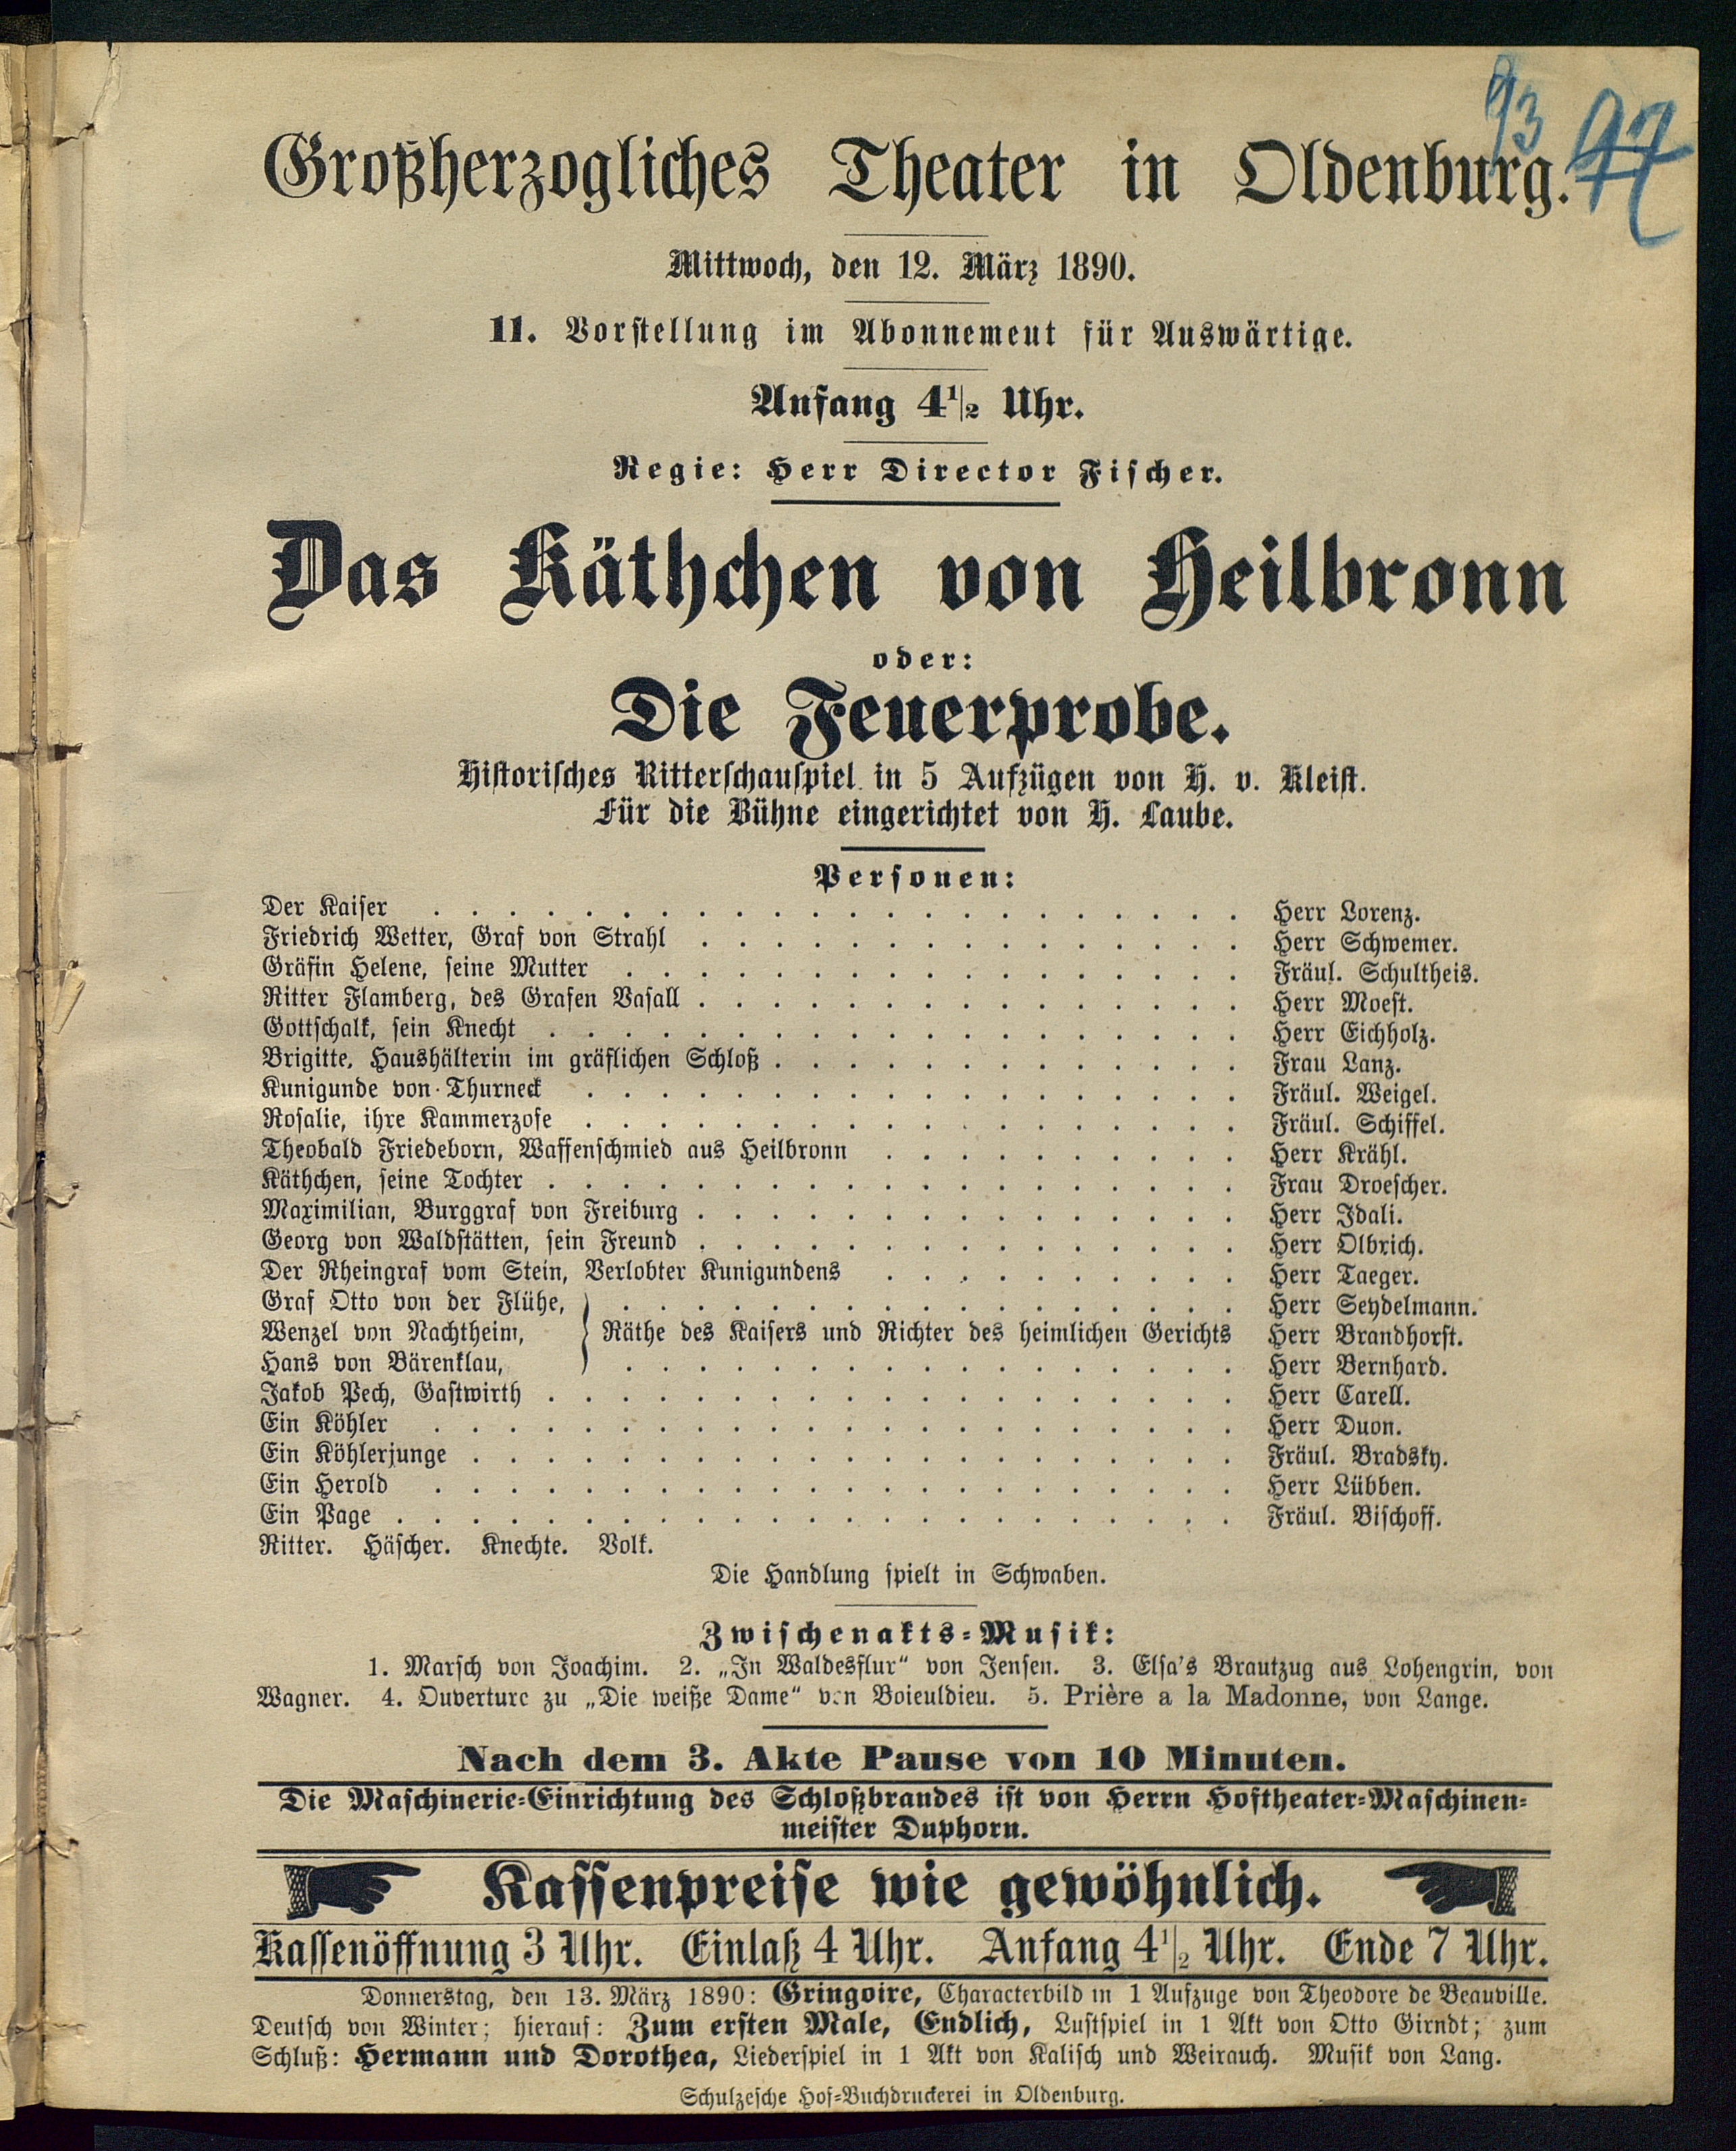 93 97
Großherzogliches Theater in Oldenburg.
Mittwoch, den 12. März 1890.
11. Vorstellung im Abonnement für Auswärtige.
Anfang 4 1/2 Uhr.
Regie: Herr Director Fischer.
Das Käthchen von Heilbronn
oder:
Die Feuerprobe.
Historisches Ritterschauspiel in 5 Aufzügen von H. v. Kleist.
Für die Bühne eingerichtet von H. Laube.
Personen:
Der Kaiser . . . . . . . . . . Herr Lorenz.
Friedrich Wetter, Graf von Strahl . . . . . . . . . . Herr Schwemer.
Gräfin Helene, seine Mutter . . . . . . . . . . Fräul. Schultheis.
Ritter Flamberg, des Grafen Vasall . . . . . . . . . . Herr Moest.
Gottschalk, sein Knecht . . . . . . . . . . Herr Eichholz.
Brigitte, Haushälterin im gräflichen Schloß . . . . . . . . . . Frau Lanz.
Kunigunde von Thurneck . . . . . . . . . . Fräul. Weigel.
Rosalie, ihre Kammerzofe . . . . . . . . . . Fräul. Schiffel.
Theobald Friedeborn, Waffenschmied aus Heilbronn . . . . . . . . . . Herr Krähl.
Käthchen, seine Tochter . . . . . . . . . . Frau Droescher.
Maximilian, Burggraf von Freiburg . . . . . . . . . . Herr Idali.
Georg von Waldstätten, sein Freund . . . . . . . . . . Herr Olbrich.
Der Rheingraf vom Stein, Verlobter Kunigundens . . . . . . . . . . Herr Taeger.
Graf Otto von der Flühe, . . . . . . . . . . Herr Seydelmann.
Wenzel von Nachtheim, } Räthe des Kaisers und Richter des heimlichen Gerichts Herr Brandhorst.
Hans von Bärenklau, . . . . . . . . . . Herr Bernhard.
Jakob Pech, Gastwirth . . . . . . . . . . Herr Carell.
Ein Köhler . . . . . . . . . . Herr Duon.
Ein Köhlerjunge . . . . . . . . . . Fräul. Bradsky.
Ein Herold . . . . . . . . . . Herr Lübben.
Ein Page . . . . . . . . . . Fräul. Bischoff.
Ritter. Häscher. Knechte. Volk.
Die Handlung spielt in Schwaben.
Zwischenakts-Musik:
1. Marsch von Joachim. 2. „In Waldesflur“ von Jensen. 3. Elsa's Brautzug aus Lohengrin, von
Wagner. 4. Ouverture zu „Die weiße Dame“ von Boieuldieu. 5. Prière a la Madonne, von Lange.
Nach dem 3. Akte Pause von 10 Minuten.
Die Maschinerie-Einrichtung des Schloßbrandes ist von Herrn Hoftheater-Maschinen-
meister Duphorn.
Kassenpreise wie gewöhnlich.
Kassenöffnung 3 Uhr. Einlaß 4 Uhr. Anfang 4 1/2 Uhr. Ende 7 Uhr.
Donnerstag, den 13. März 1890: Gringoire, Characterbild in 1 Aufzuge von Theodore de Beauville.
Deutsch von Winter; hierauf: Zum ersten Male, Endlich, Lustspiel in 1 Akt von Otto Girndt; zum
Schluß: Hermann und Dorothea, Liederspiel in 1 Akt von Kalisch und Weirauch. Musik von Lang.
Schulzesche Hof-Buchdruckerei in Oldenburg.